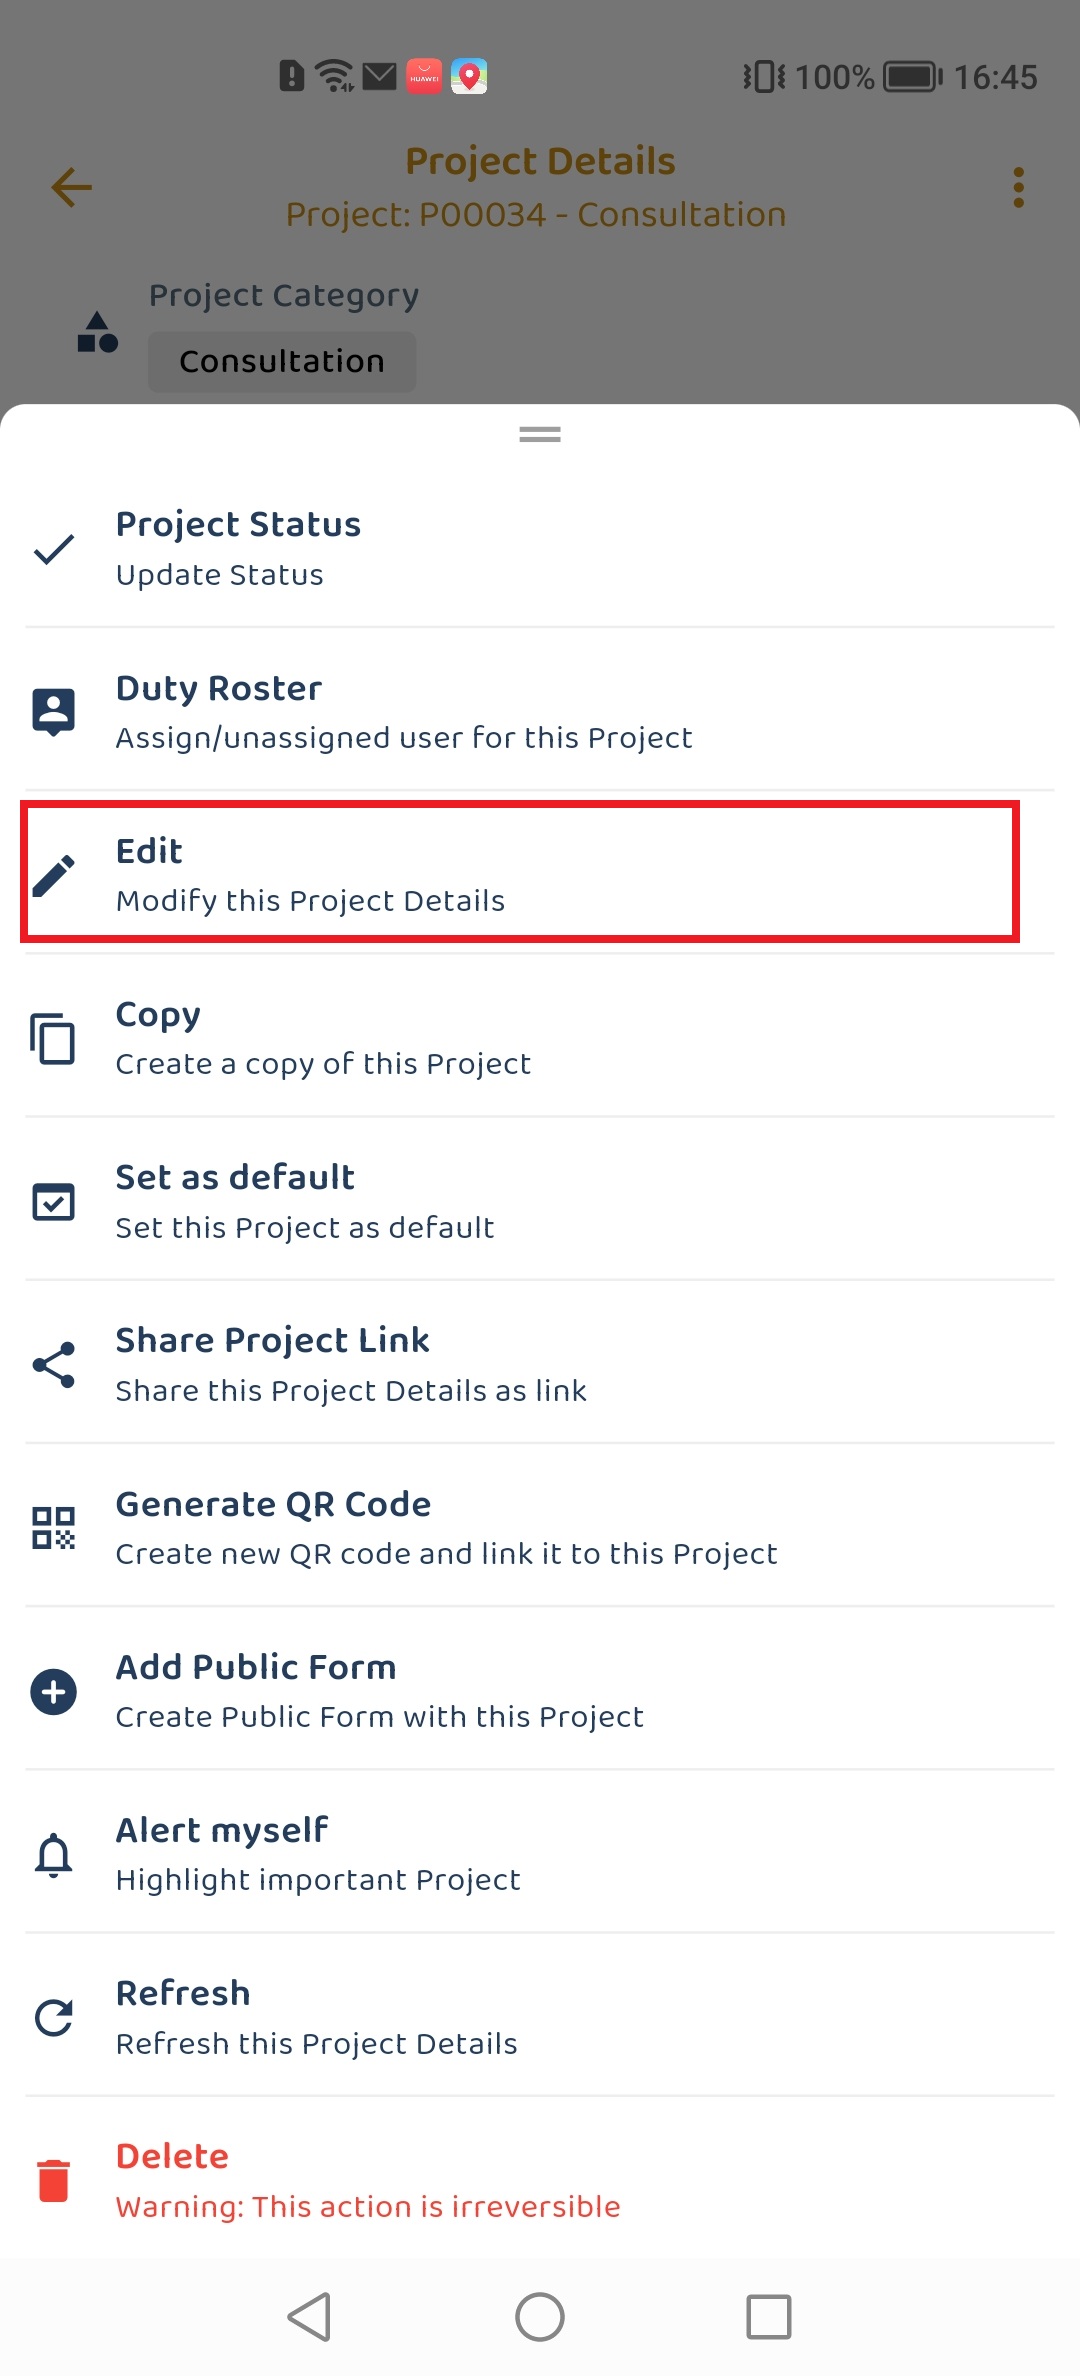 HUAWEI
100%
16:45
Project Details
Project: P00034 - Consultation
Project Category
Consultation
Project Status
Update Status
Duty Roster
Assign/unassigned user for this Project
Edit
Modify this Project Details
Copy
Create a copy of this Project
Set as default
Set this Project as default
Share Project Link
Share this Project Details as link
Generate QR Code
Create new QR code and link it to this Project
Add Public Form
Create Public Form with this Project
Alert myself
Highlight important Project
Refresh
Refresh this Project Details
Delete
Warning: This action is irreversible